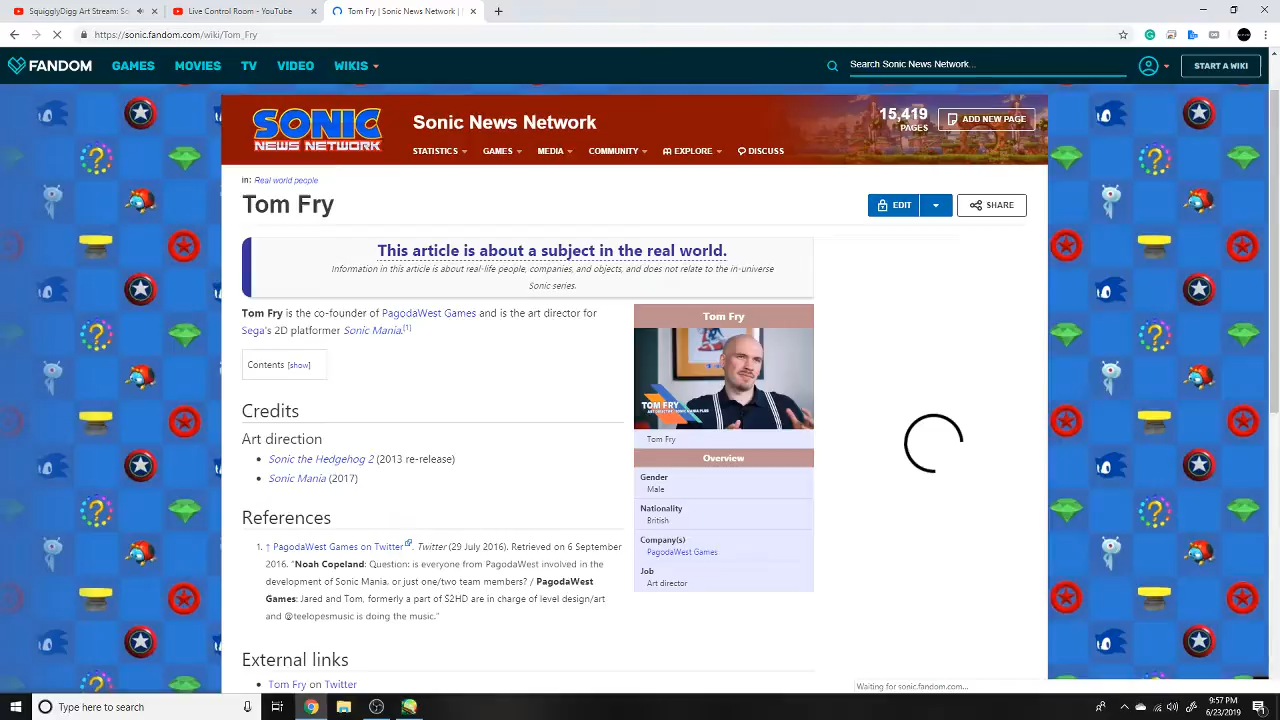 SquigglyDigg Art Stream: So
Live Control Room - YouTube
Tom Fry | Sonic News Network |
https://sonic.fandom.com/wiki/Tom_Fry
FANDOM GAMES MOVIES TV VIDEO WIKIS
Search Sonic News Network...
START A WIKI
SONIC
NEWS NETWORK
Sonic News Network
15,419
PAGES
ADD NEW PAGE
STATISTICS GAMES MEDIA COMMUNITY EXPLORE DISCUSS
in: Real world people
Tom Fry
EDIT
SHARE
This article is about a subject in the real world.
Information in this article is about real-life people, companies, and objects, and does not relate to the in-universe
Sonic series.
Tom Fry is the co-founder of PagodaWest Games and is the art director for
Sega's 2D platformer Sonic Mania.[1]
Contents [show]
Credits
Art direction
Sonic the Hedgehog 2 (2013 re-release)
Sonic Mania (2017)
References
1. ↑ PagodaWest Games on Twitter. Twitter (29 July 2016). Retrieved on 6 September
2016. "Noah Copeland: Question: is everyone from PagodaWest involved in the
development of Sonic Mania, or just one/two team members? / PagodaWest
Games: Jared and Tom, formerly a part of S2HD are in charge of level design/art
and @teelopesmusic is doing the music."
External links
Tom Fry on Twitter
Tom Fry
TOM FRY
ART DIRECTOR, SONIC MANIA PLUS
Tom Fry
Overview
Gender
Male
Nationality
British
Company(s)
PagodaWest Games
Job
Art director
Waiting for sonic.fandom.com...
Type here to search
9:57 PM
6/23/2019